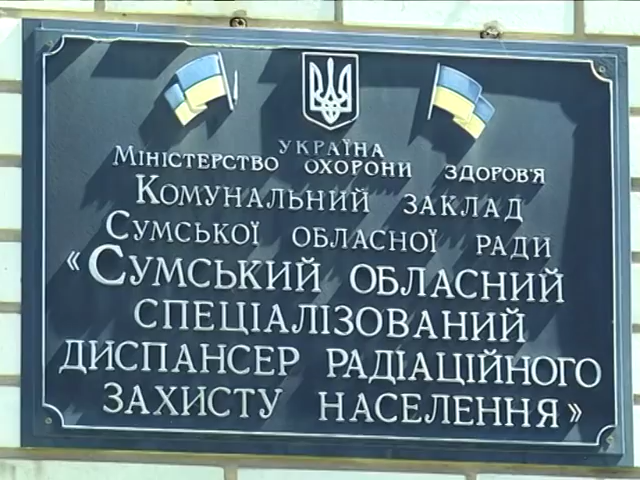 УКРАЇНА
МІНІСТЕРСТВО ОХОРОНИ ЗДОРОВ'Я
КОМУНАЛЬНИЙ ЗАКЛАД
СУМСЬКОЇ ОБЛАСНОЇ РАДИ
«СУМСЬКИЙ ОБЛАСНИЙ
СПЕЦІАЛІЗОВАНИЙ
ДИСПАНСЕР РАДІАЦІЙНОГО
ЗАХИСТУ НАСЕЛЕННЯ»